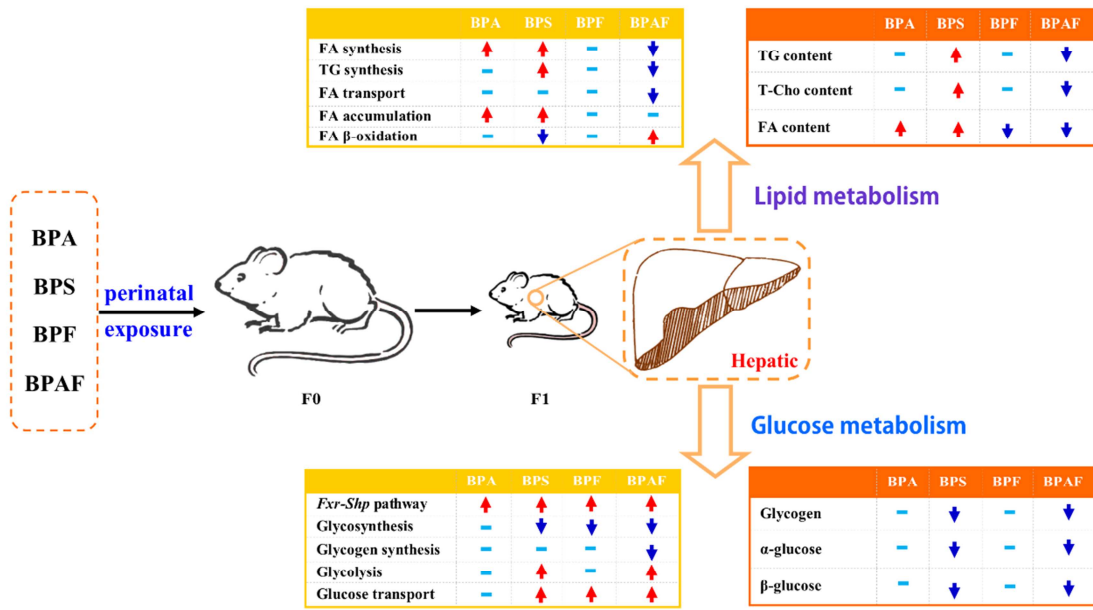 BPA BPS BPF BPAF
FA synthesis
TG synthesis – – 
FA transport – – –
FA accumulation – –
FA β-oxidation – –
BPA BPS BPF BPAF
TG content – –
T-Cho content – –
FA content
Lipid metabolism
BPA
BPS
BPF
BPAF
perinatal
exposure
F0
F1
Hepatic
Glucose metabolism
BPA BPS BPF BPAF
Fxr-Shp pathway
Glycosynthesis –
Glycogen synthesis – – –
Glycolysis – –
Glucose transport –
BPA BPS BPF BPAF
Glycogen – –
α-glucose – –
β-glucose – –